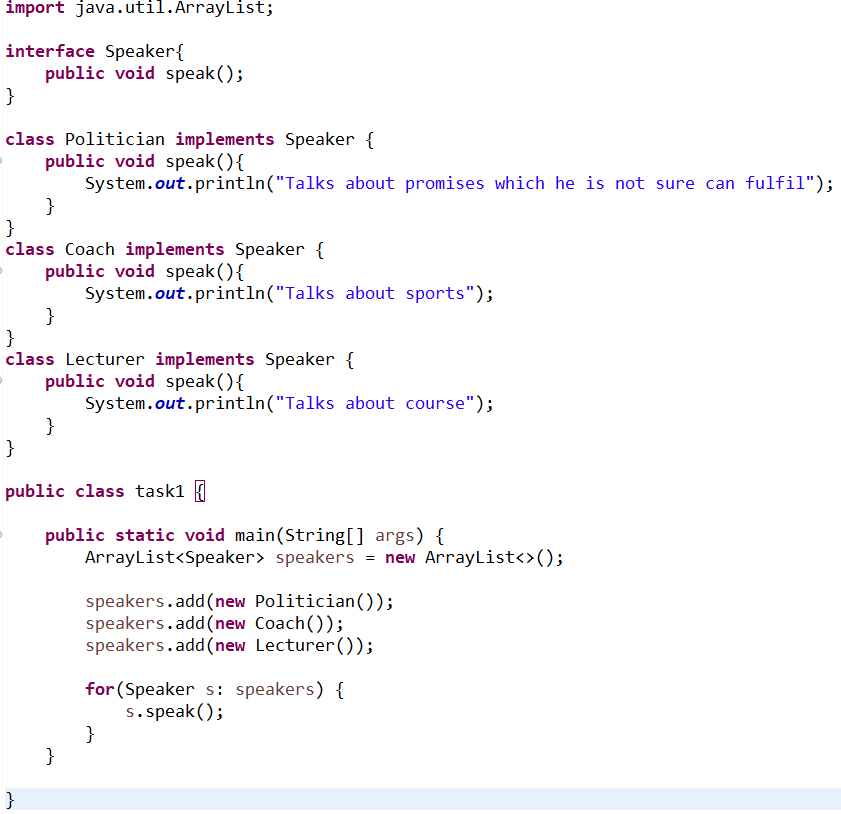 import java.util.ArrayList;
interface Speaker{
    public void speak();
}
class Politician implements Speaker {
    public void speak(){
        System.out.println("Talks about promises which he is not sure can fulfil");
    }
}
class Coach implements Speaker {
    public void speak(){
        System.out.println("Talks about sports");
    }
}
class Lecturer implements Speaker {
    public void speak(){
        System.out.println("Talks about course");
    }
}
public class task1 {
    public static void main(String[] args) {
        ArrayList<Speaker> speakers = new ArrayList<>();
        speakers.add(new Politician());
        speakers.add(new Coach());
        speakers.add(new Lecturer());
        for(Speaker s: speakers) {
            s.speak();
        }
    }
}